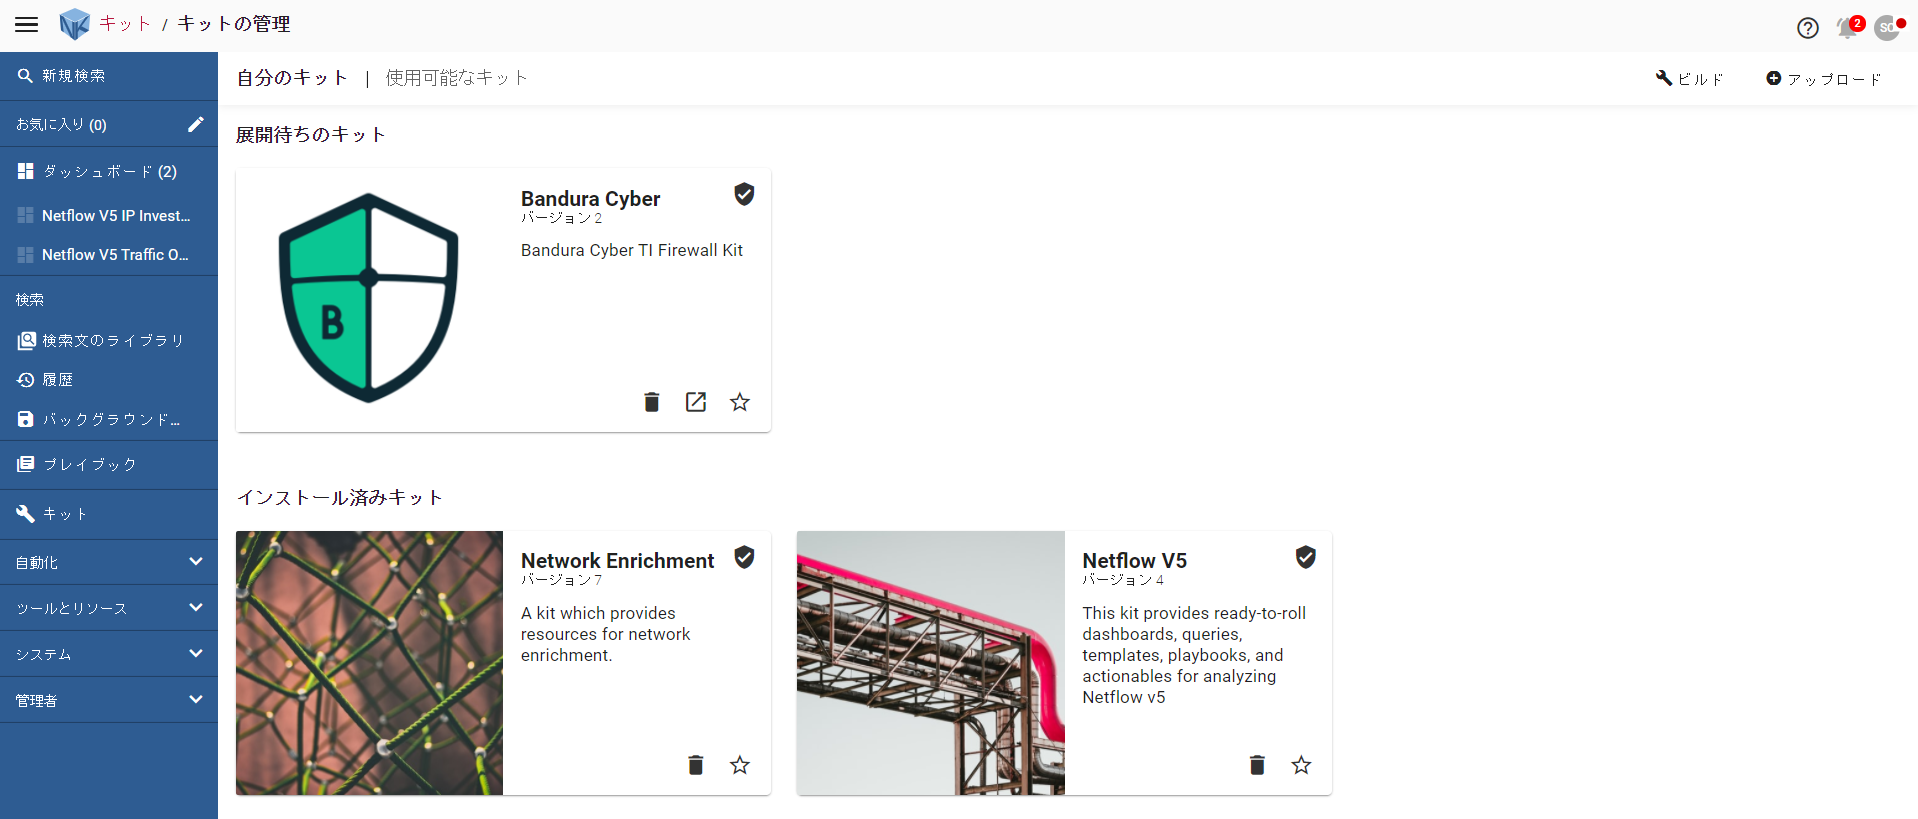 キット / キットの管理
2
SC
新規検索
お気に入り (0)
ダッシュボード (2)
Netflow V5 IP Invest...
Netflow V5 Traffic O...
検索
検索文のライブラリ
履歴
バックグラウンド...
プレイブック
キット
自動化
ツールとリソース
システム
管理者
自分のキット | 使用可能なキット
ビルド
アップロード
展開待ちのキット
B
Bandura Cyber
バージョン 2
Bandura Cyber TI Firewall Kit
インストール済みキット
Network Enrichment
バージョン 7
A kit which provides
resources for network
enrichment.
Netflow V5
バージョン 4
This kit provides ready-to-roll
dashboards, queries,
templates, playbooks, and
actionables for analyzing
Netflow v5